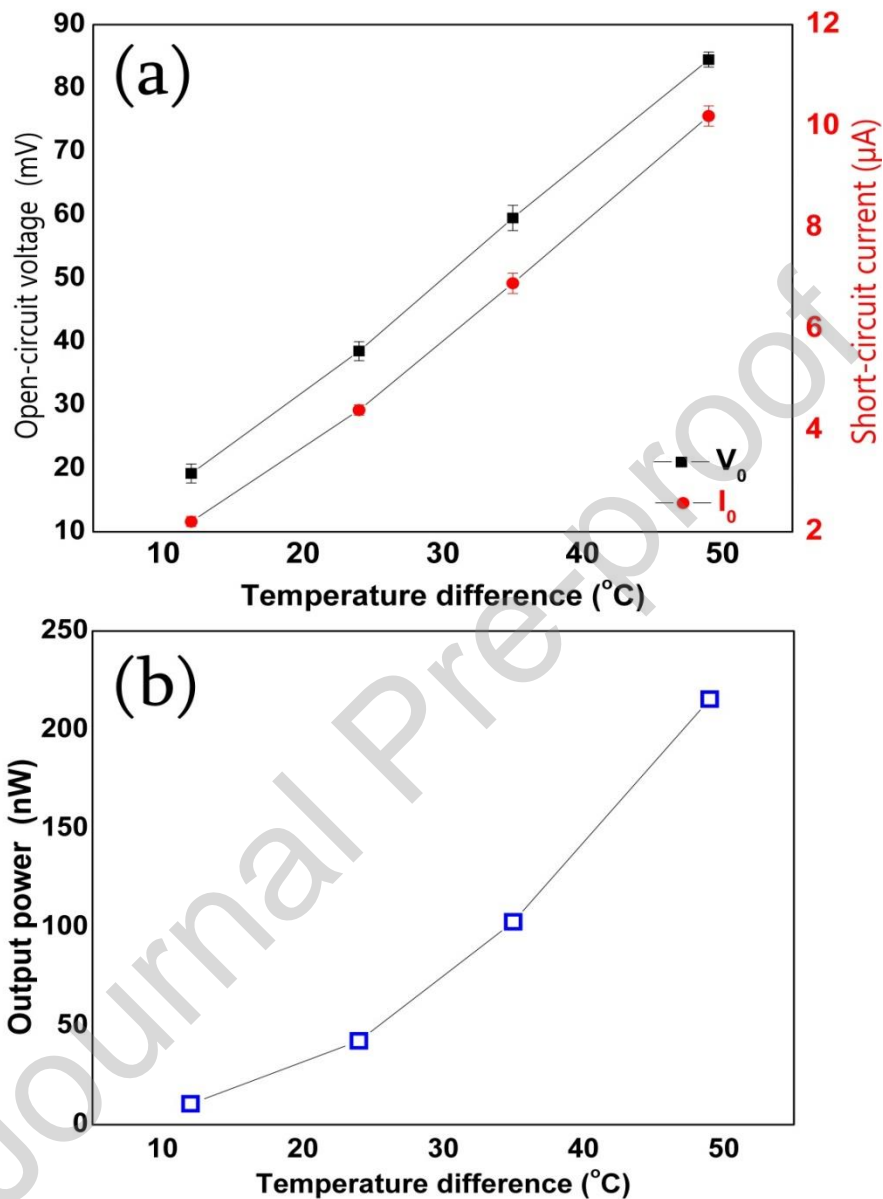 (a)
Open-circuit voltage (mV)
90
80
70
60
50
40
30
20
10
12
10
8
6
4
2
Short-circuit current (µA)
V₀
I₀
10 20 30 40 50
Temperature difference (°C)
(b)
Output power (nW)
250
200
150
100
50
0
10 20 30 40 50
Temperature difference (°C)
Journal Pre-proof